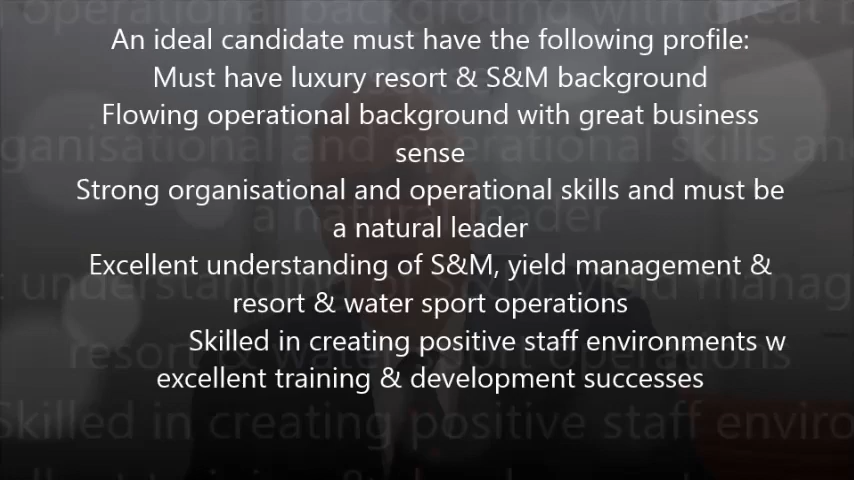 An ideal candidate must have the following profile:
Must have luxury resort & S&M background
Flowing operational background with great business
sense
Strong organisational and operational skills and must be
a natural leader
Excellent understanding of S&M, yield management &
resort & water sport operations
Skilled in creating positive staff environments w
excellent training & development successes